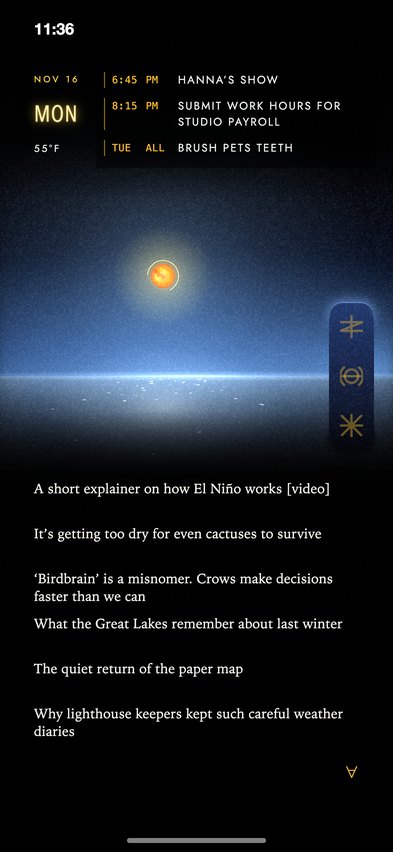 11:36
NOV 16
MON
55°F
6:45 PM HANNA’S SHOW
8:15 PM SUBMIT WORK HOURS FOR
STUDIO PAYROLL
TUE ALL BRUSH PETS TEETH
A short explainer on how El Niño works [video]
It’s getting too dry for even cactuses to survive
‘Birdbrain’ is a misnomer. Crows make decisions
faster than we can
What the Great Lakes remember about last winter
The quiet return of the paper map
Why lighthouse keepers kept such careful weather
diaries